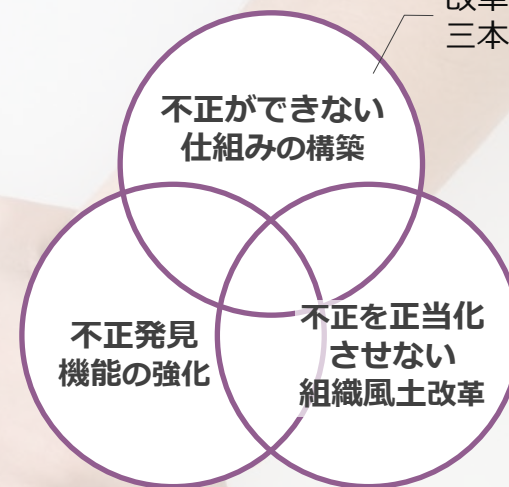 改革
三本
不正ができない
仕組みの構築
不正発見
機能の強化
不正を正当化
させない
組織風土改革